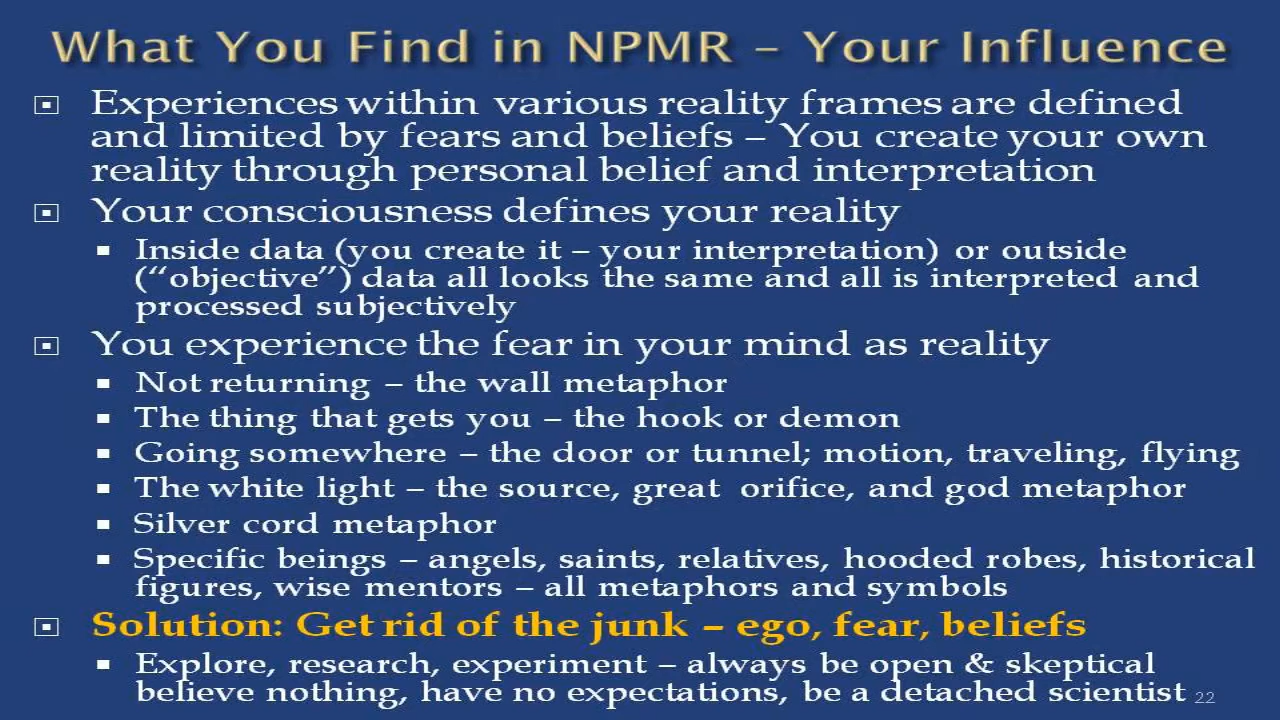 What You Find in NPMR – Your Influence
Experiences within various reality frames are defined
and limited by fears and beliefs – You create your own
reality through personal belief and interpretation
Your consciousness defines your reality
Inside data (you create it – your interpretation) or outside
(“objective”) data all looks the same and all is interpreted and
processed subjectively
You experience the fear in your mind as reality
Not returning – the wall metaphor
The thing that gets you – the hook or demon
Going somewhere – the door or tunnel; motion, traveling, flying
The white light – the source, great orifice, and god metaphor
Silver cord metaphor
Specific beings – angels, saints, relatives, hooded robes, historical
figures, wise mentors – all metaphors and symbols
Solution: Get rid of the junk – ego, fear, beliefs
Explore, research, experiment – always be open & skeptical
believe nothing, have no expectations, be a detached scientist
22